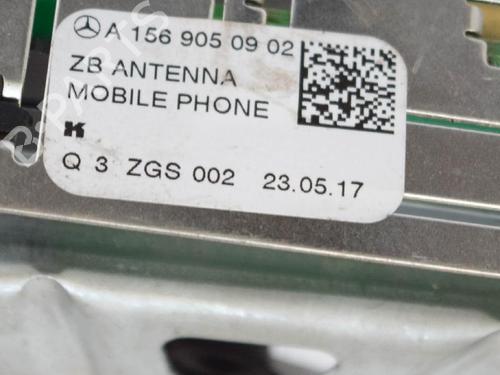 A 156 905 09 02
ZB ANTENNA
MOBILE PHONE
K
Q 3 ZGS 002 23.05.17